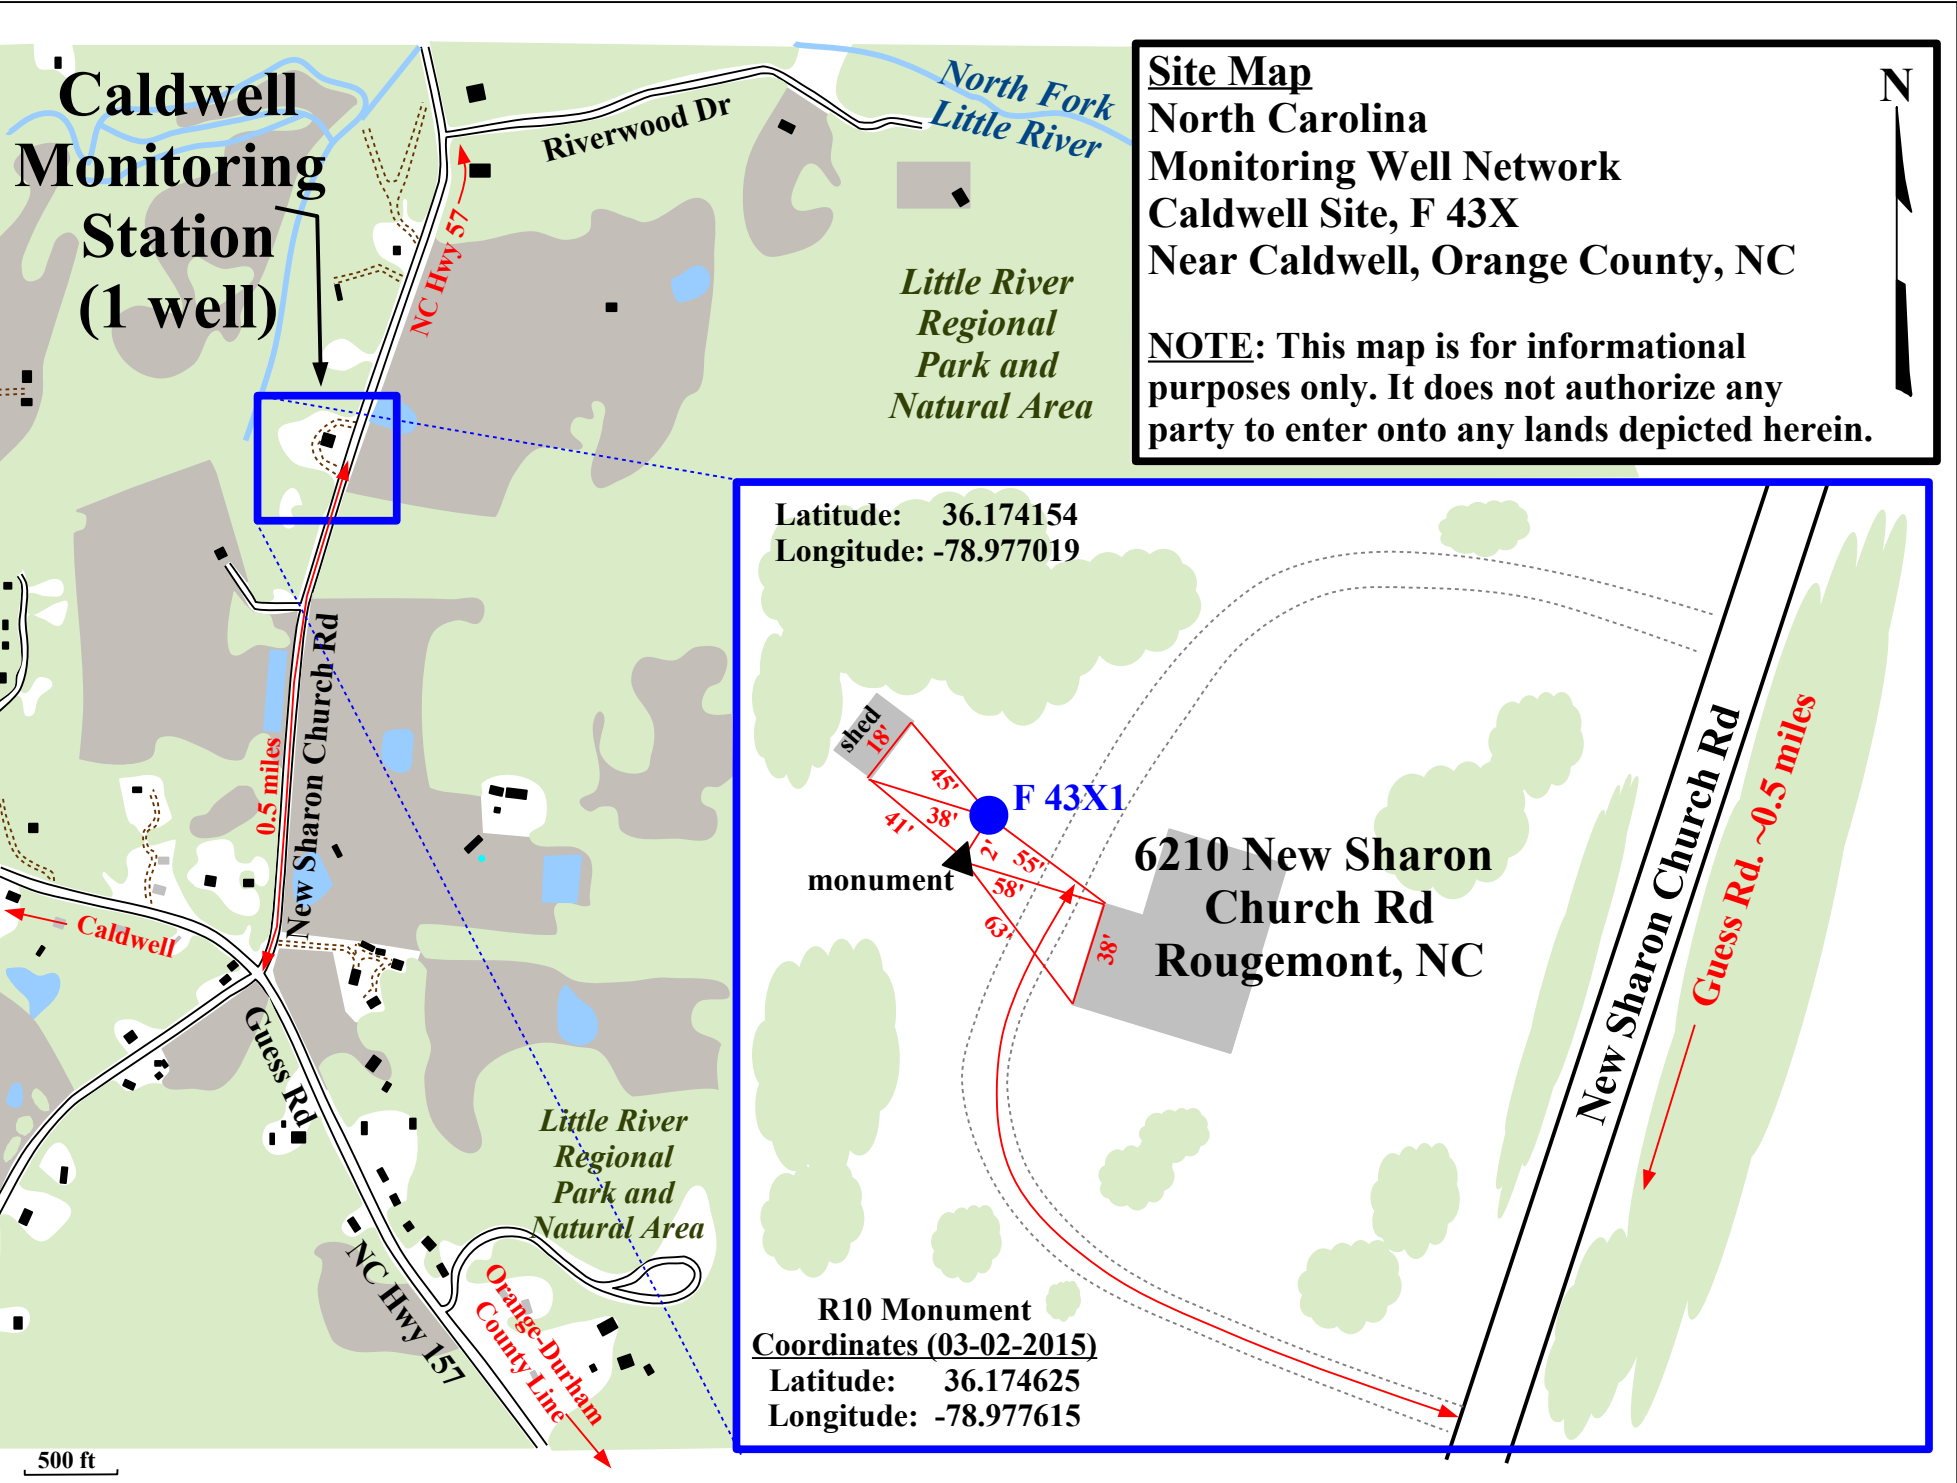 Caldwell
Monitoring
Station
(1 well)
Riverwood Dr
North Fork
Little River
NC Hwy 57
Little River
Regional
Park and
Natural Area
Site Map
North Carolina
Monitoring Well Network
Caldwell Site, F 43X
Near Caldwell, Orange County, NC
NOTE: This map is for informational
purposes only. It does not authorize any
party to enter onto any lands depicted herein.
N
New Sharon Church Rd
0.5 miles
Caldwell
Guess Rd
Little River
Regional
Park and
Natural Area
NC Hwy 157
Orange-Durham
County Line
500 ft
Latitude: 36.174154
Longitude: -78.977019
shed
18'
45'
38'
41'
F 43X1
2'
55'
monument
58'
63'
38'
6210 New Sharon
Church Rd
Rougemont, NC
New Sharon Church Rd
Guess Rd. ~0.5 miles
R10 Monument
Coordinates (03-02-2015)
Latitude: 36.174625
Longitude: -78.977615